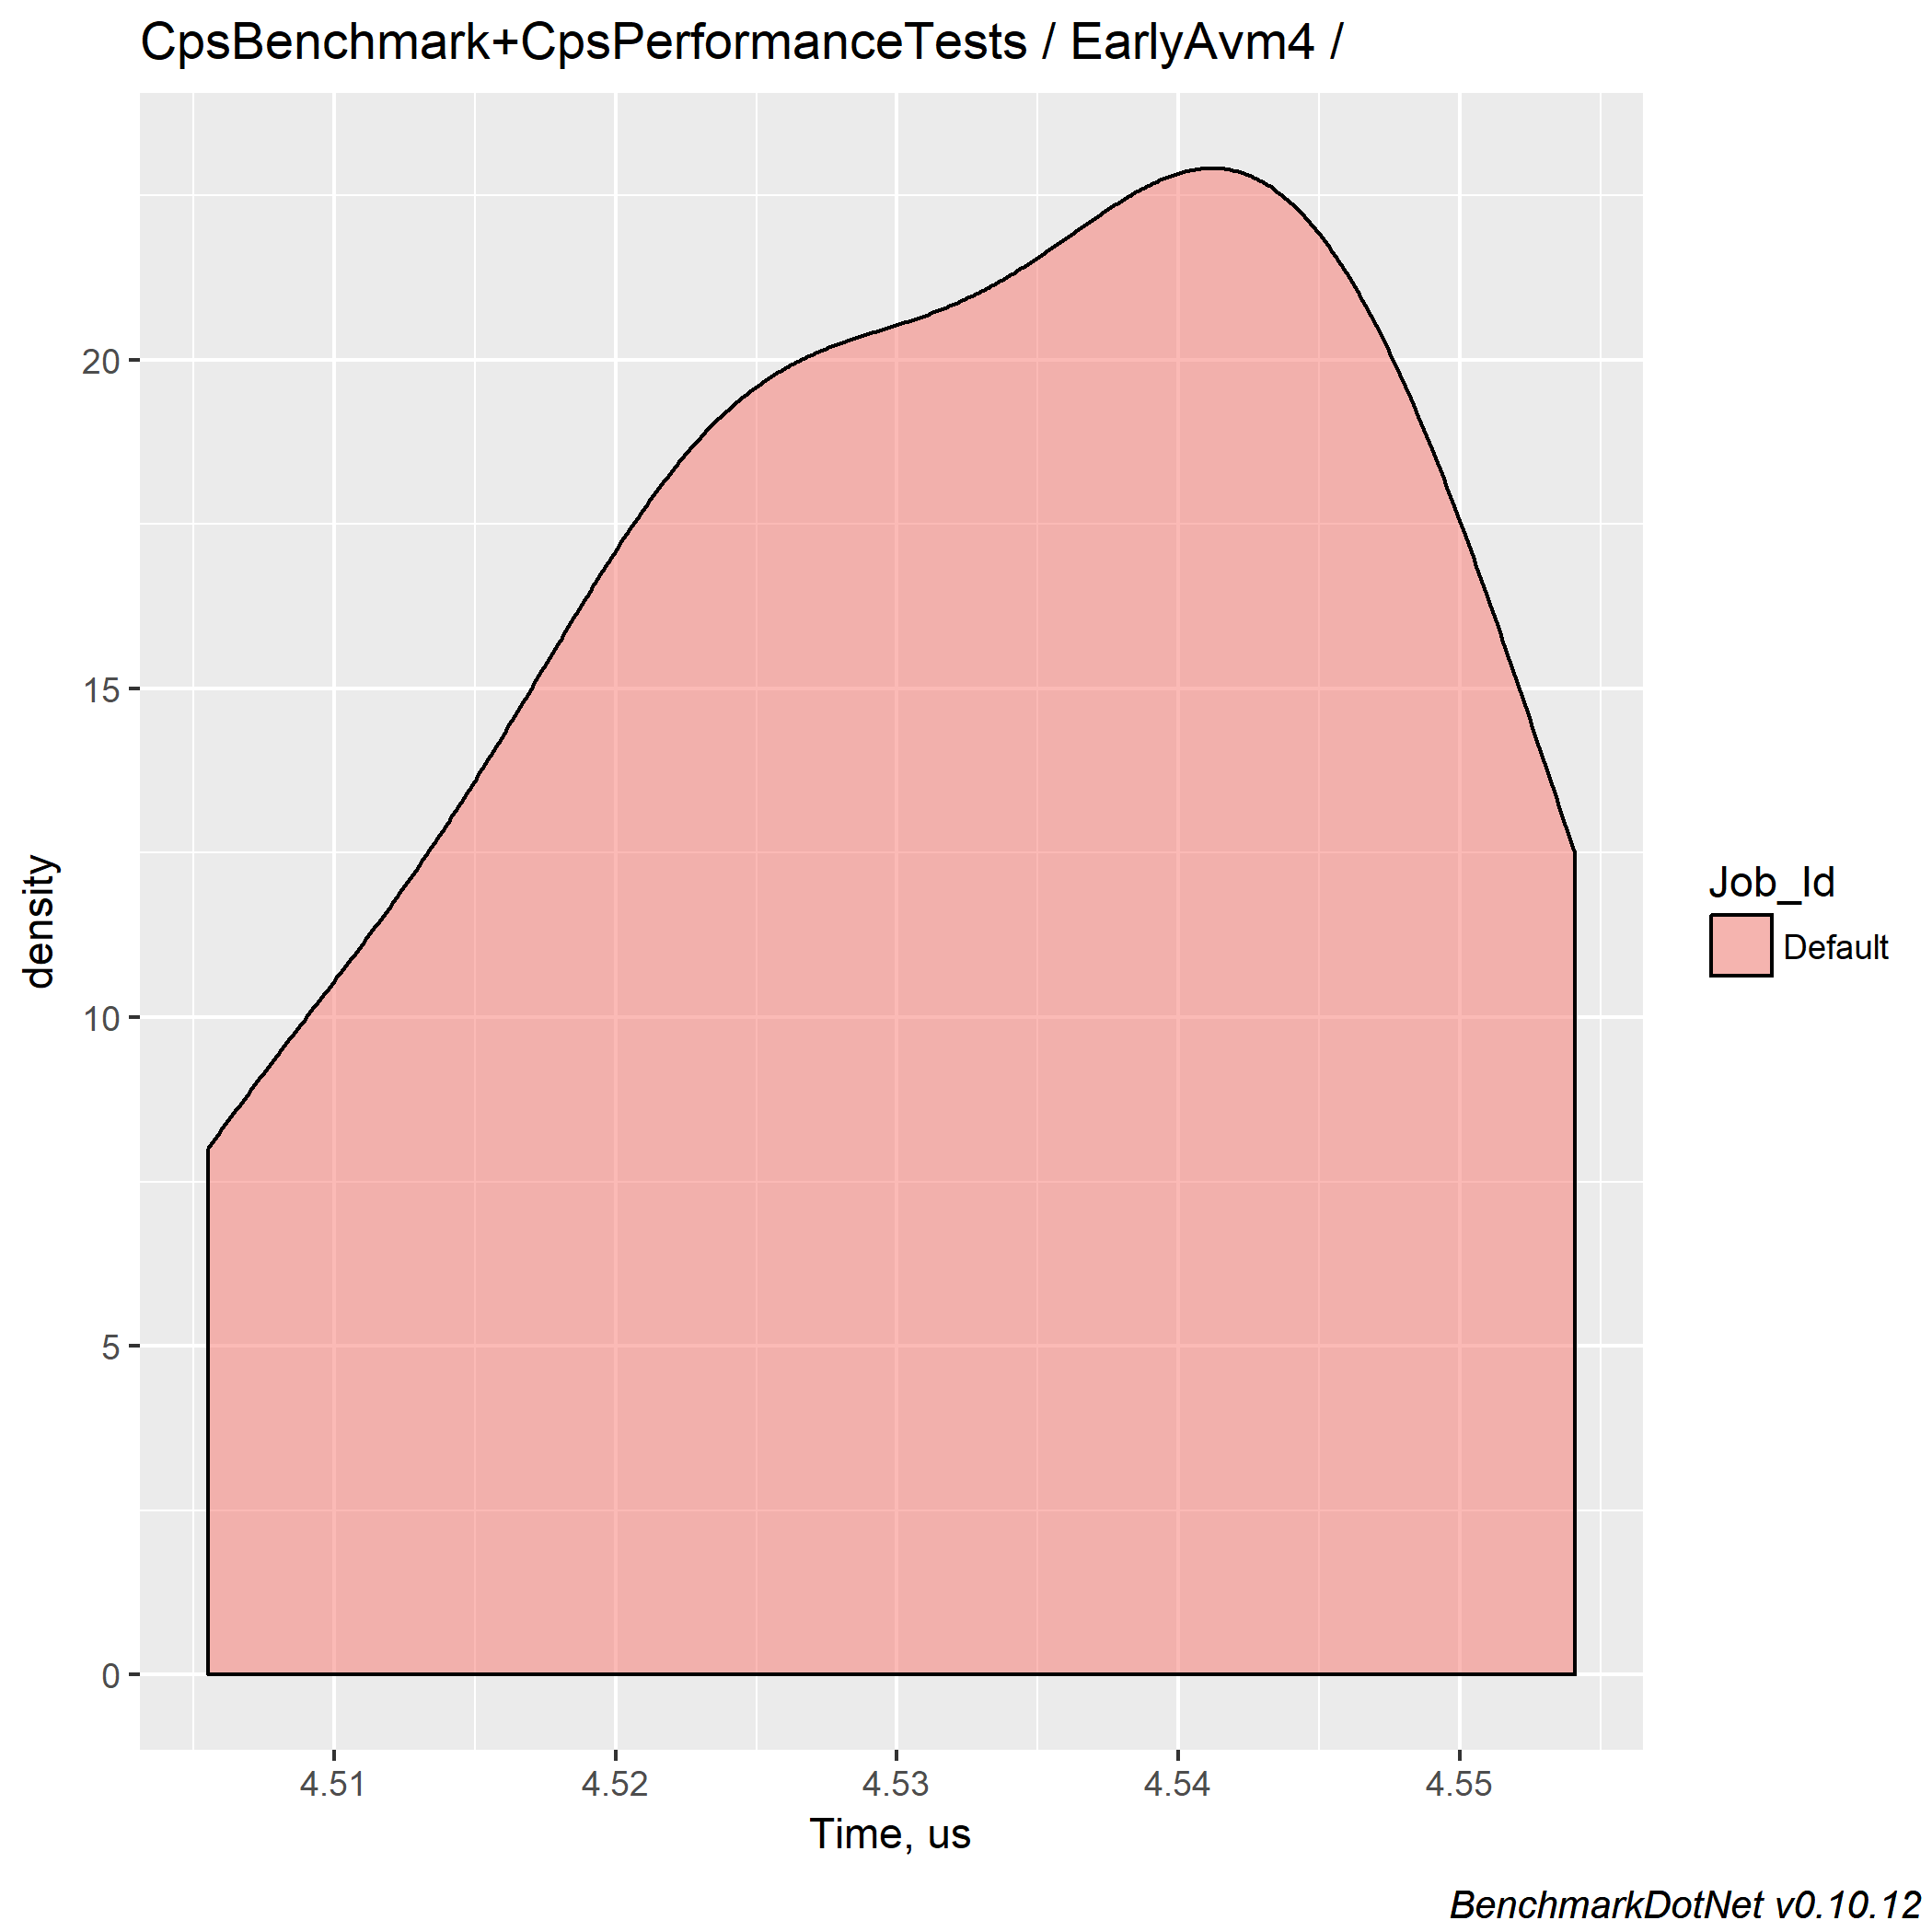 CpsBenchmark+CpsPerformanceTests / EarlyAvm4 /
density
20
15
10
5
0
4.51 4.52 4.53 4.54 4.55
Time, us
Job_Id
Default
BenchmarkDotNet v0.10.12